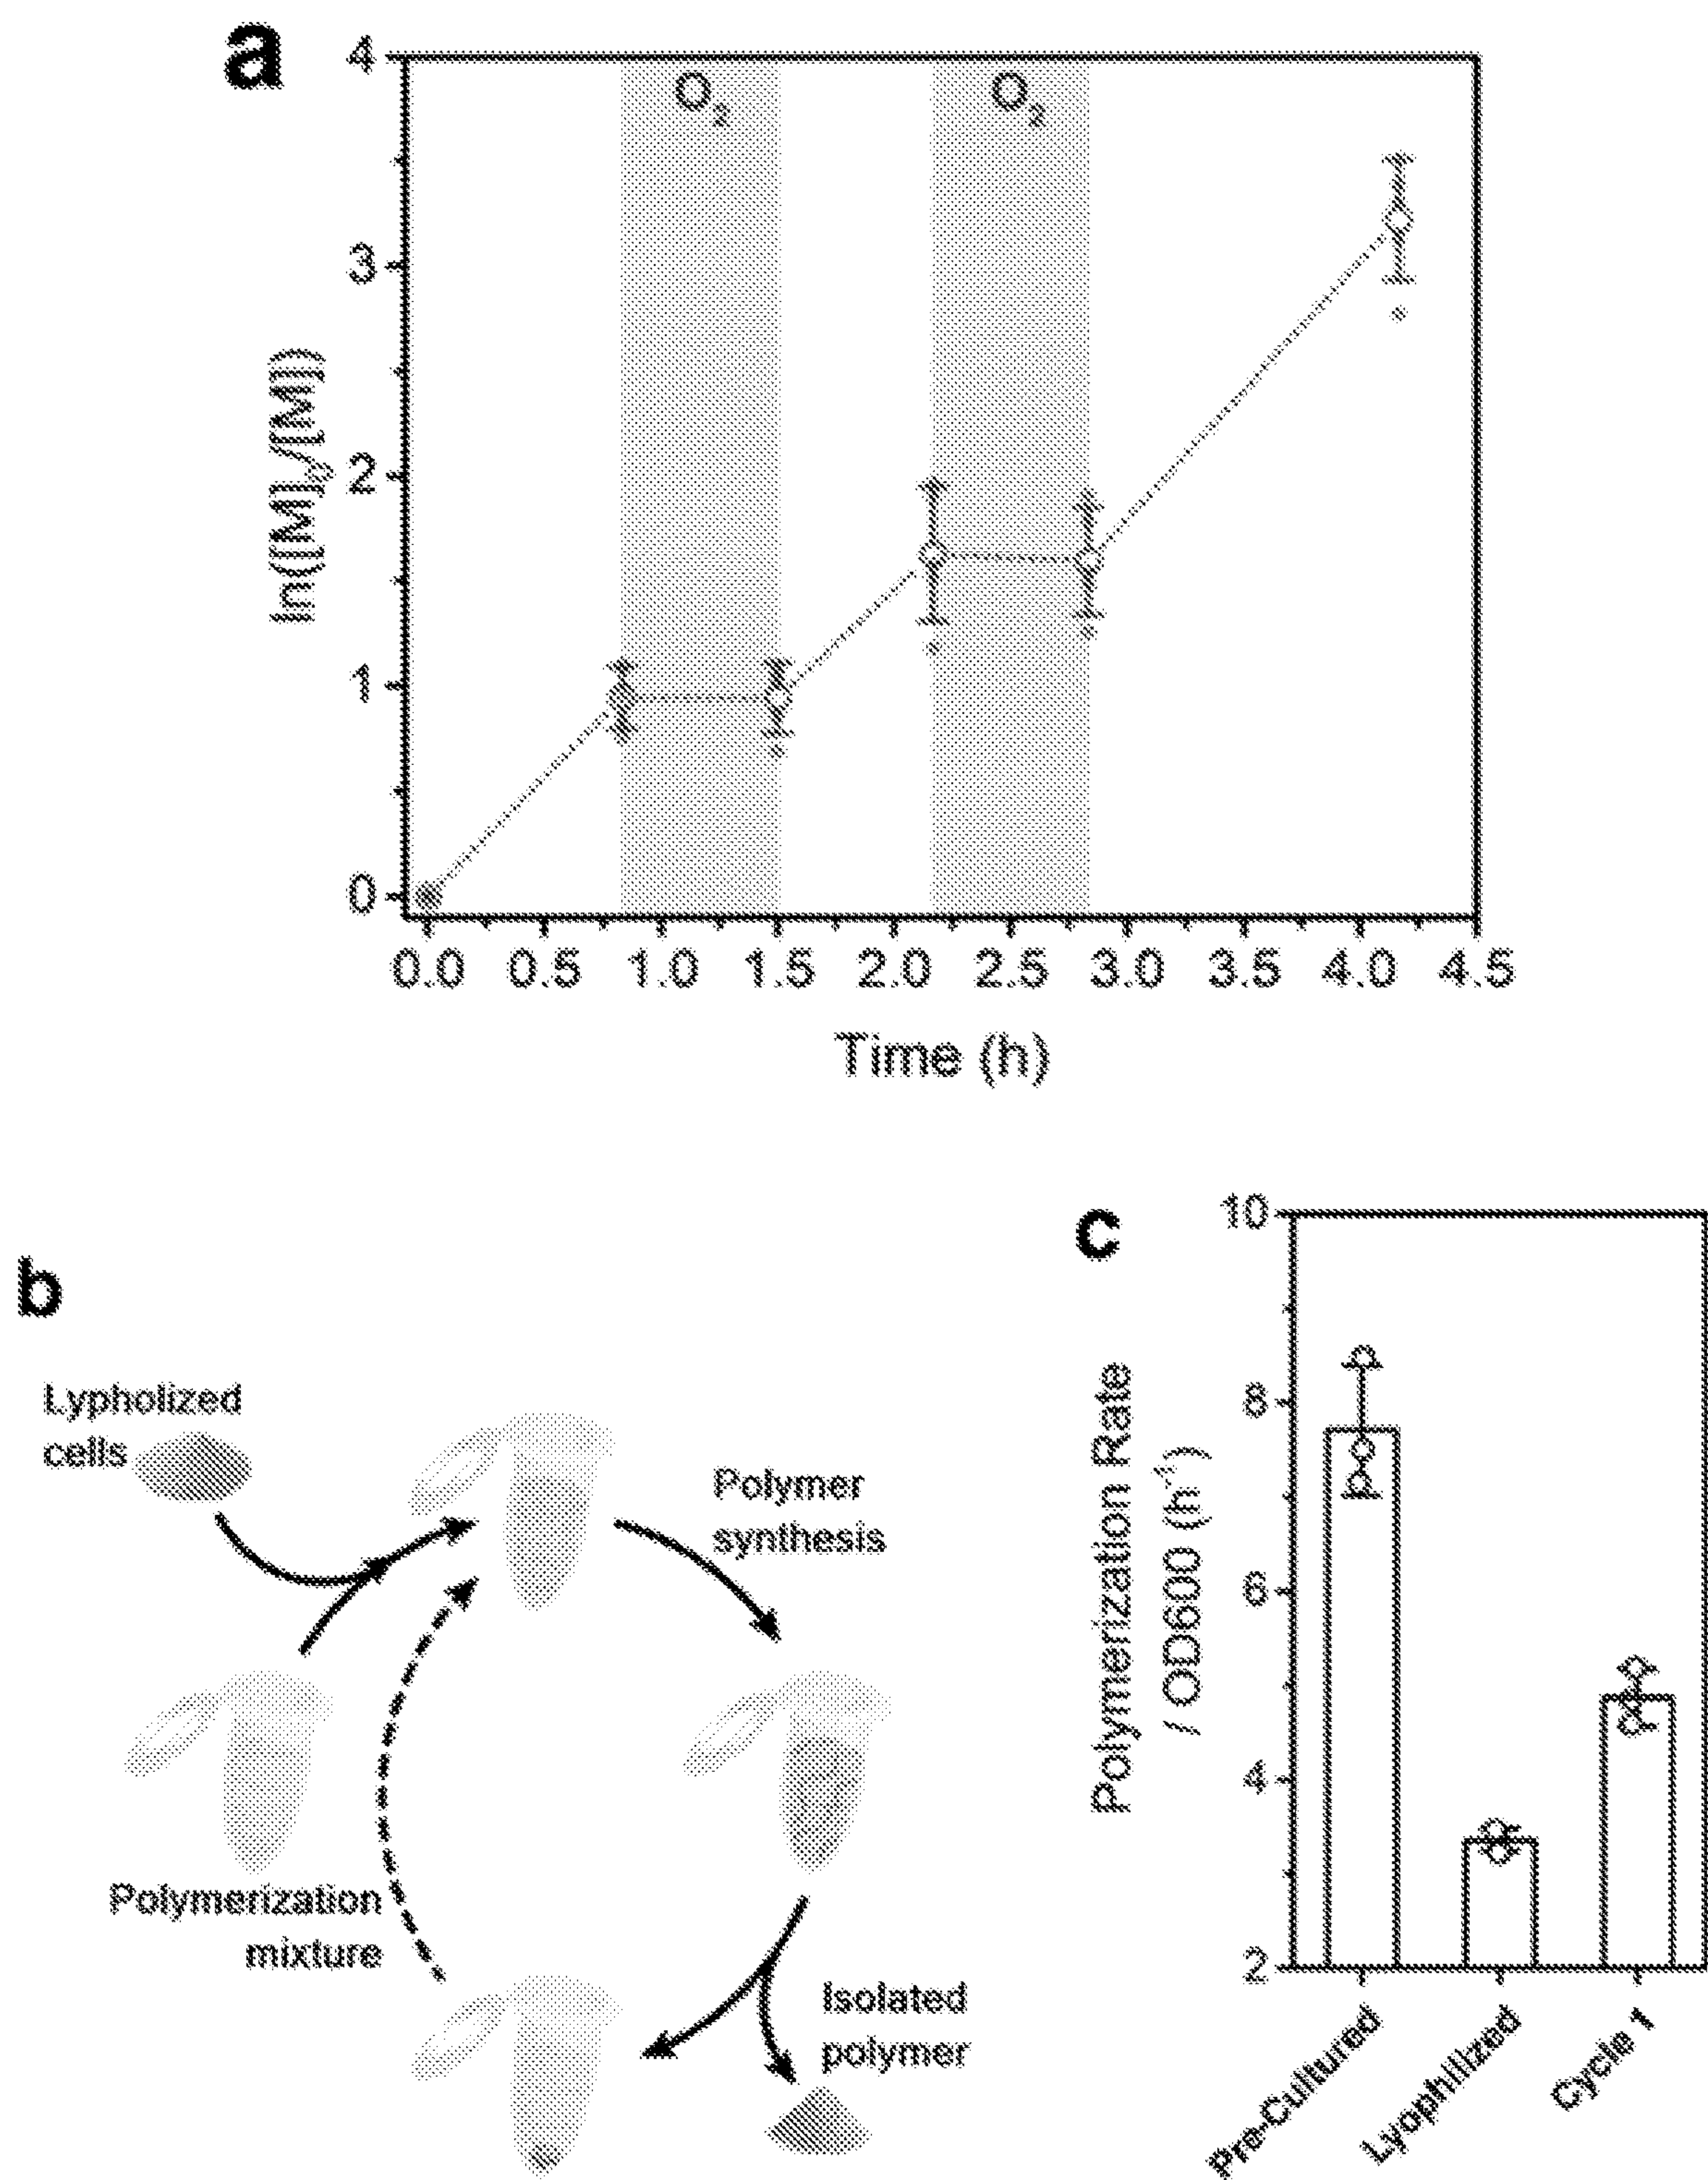 a
4
3
2
1
0
O2
O2
ln([M]0/[M])
0.0 0.5 1.0 1.5 2.0 2.5 3.0 3.5 4.0 4.5
Time (h)
b
Lypholized
cells
Polymer
synthesis
Polymerization
mixture
Isolated
polymer
c
10
8
6
4
2
Polymerization Rate
/ OD600 (h-1)
Pre-Cultured
Lyophilized
Cycle 1